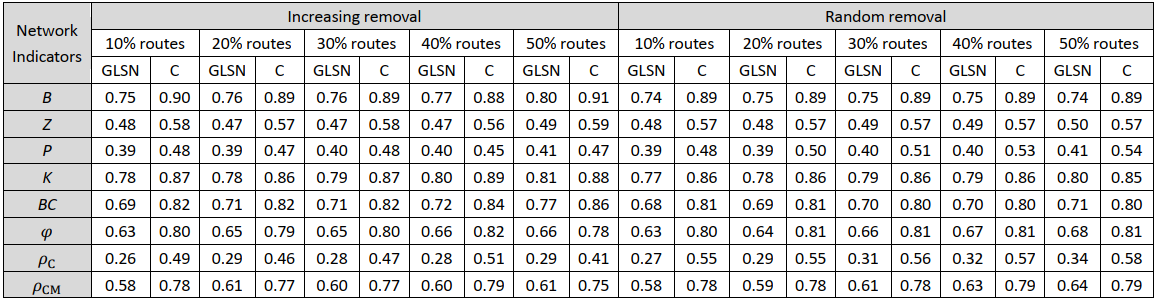 Network Indicators Increasing removal Random removal
10% routes 20% routes 30% routes 40% routes 50% routes 10% routes 20% routes 30% routes 40% routes 50% routes
GLSN C GLSN C GLSN C GLSN C GLSN C GLSN C GLSN C GLSN C GLSN C GLSN C
B 0.75 0.90 0.76 0.89 0.76 0.89 0.77 0.88 0.80 0.91 0.74 0.89 0.75 0.89 0.75 0.89 0.75 0.89 0.74 0.89
Z 0.48 0.58 0.47 0.57 0.47 0.58 0.47 0.56 0.49 0.59 0.48 0.57 0.48 0.57 0.49 0.57 0.49 0.57 0.50 0.57
P 0.39 0.48 0.39 0.47 0.40 0.48 0.40 0.45 0.41 0.47 0.39 0.48 0.39 0.50 0.40 0.51 0.40 0.53 0.41 0.54
K 0.78 0.87 0.78 0.86 0.79 0.87 0.80 0.89 0.81 0.88 0.77 0.86 0.78 0.86 0.79 0.86 0.79 0.86 0.80 0.85
BC 0.69 0.82 0.71 0.82 0.71 0.82 0.72 0.84 0.77 0.86 0.68 0.81 0.69 0.81 0.70 0.80 0.70 0.80 0.71 0.80
φ 0.63 0.80 0.65 0.79 0.65 0.80 0.66 0.82 0.66 0.78 0.63 0.80 0.64 0.81 0.66 0.81 0.67 0.81 0.68 0.81
ρC 0.26 0.49 0.29 0.46 0.28 0.47 0.28 0.51 0.29 0.41 0.27 0.55 0.29 0.55 0.31 0.56 0.32 0.57 0.34 0.58
ρCM 0.58 0.78 0.61 0.77 0.60 0.77 0.60 0.79 0.61 0.75 0.58 0.78 0.59 0.78 0.61 0.78 0.63 0.79 0.64 0.79